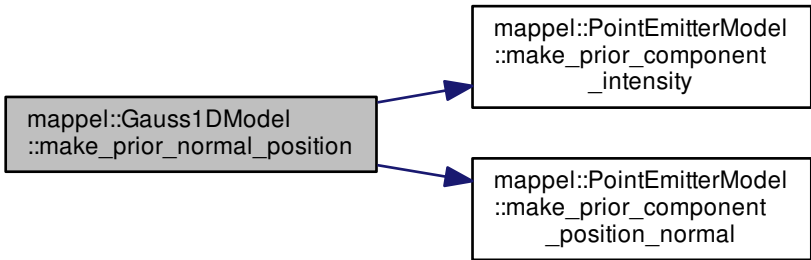 mappel::Gauss1DModel
::make_prior_normal_position
mappel::PointEmitterModel
::make_prior_component
_intensity
mappel::PointEmitterModel
::make_prior_component
_position_normal